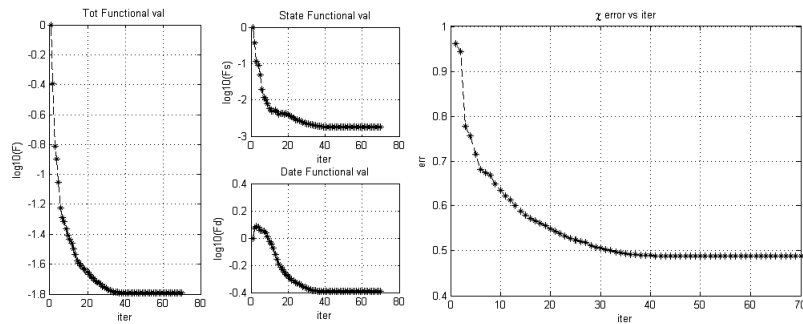 Tot Functional val
0
-0.2
-0.4
-0.6
-0.8
-1
-1.2
-1.4
-1.6
-1.8
log10(F)
0 20 40 60 80
iter
State Functional val
0
-1
-2
-3
log10(Fs)
0 20 40 60 80
iter
Date Functional val
0.4
0.2
0
-0.2
-0.4
log10(Fd)
0 20 40 60 80
iter
χ error vs iter
1
0.9
0.8
0.7
0.6
0.5
0.4
err
0 10 20 30 40 50 60 70
iter